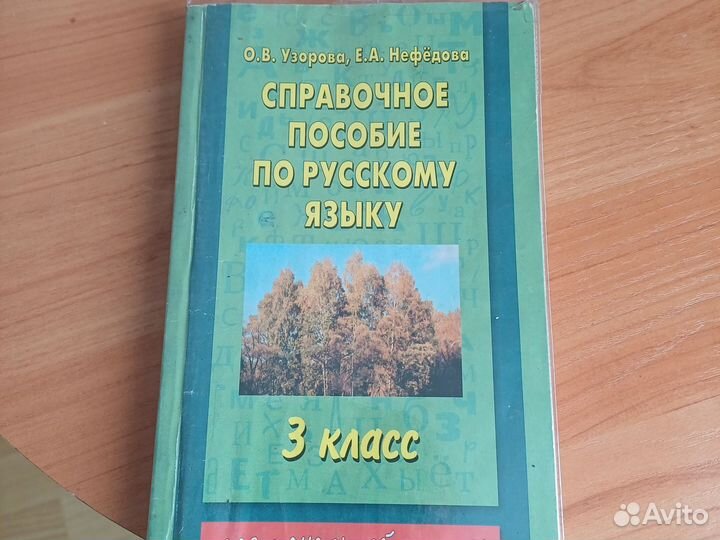 О.В. Узорова, Е.А. Нефёдова
СПРАВОЧНОЕ
ПОСОБИЕ
ПО РУССКОМУ
ЯЗЫКУ
3 класс
Avito